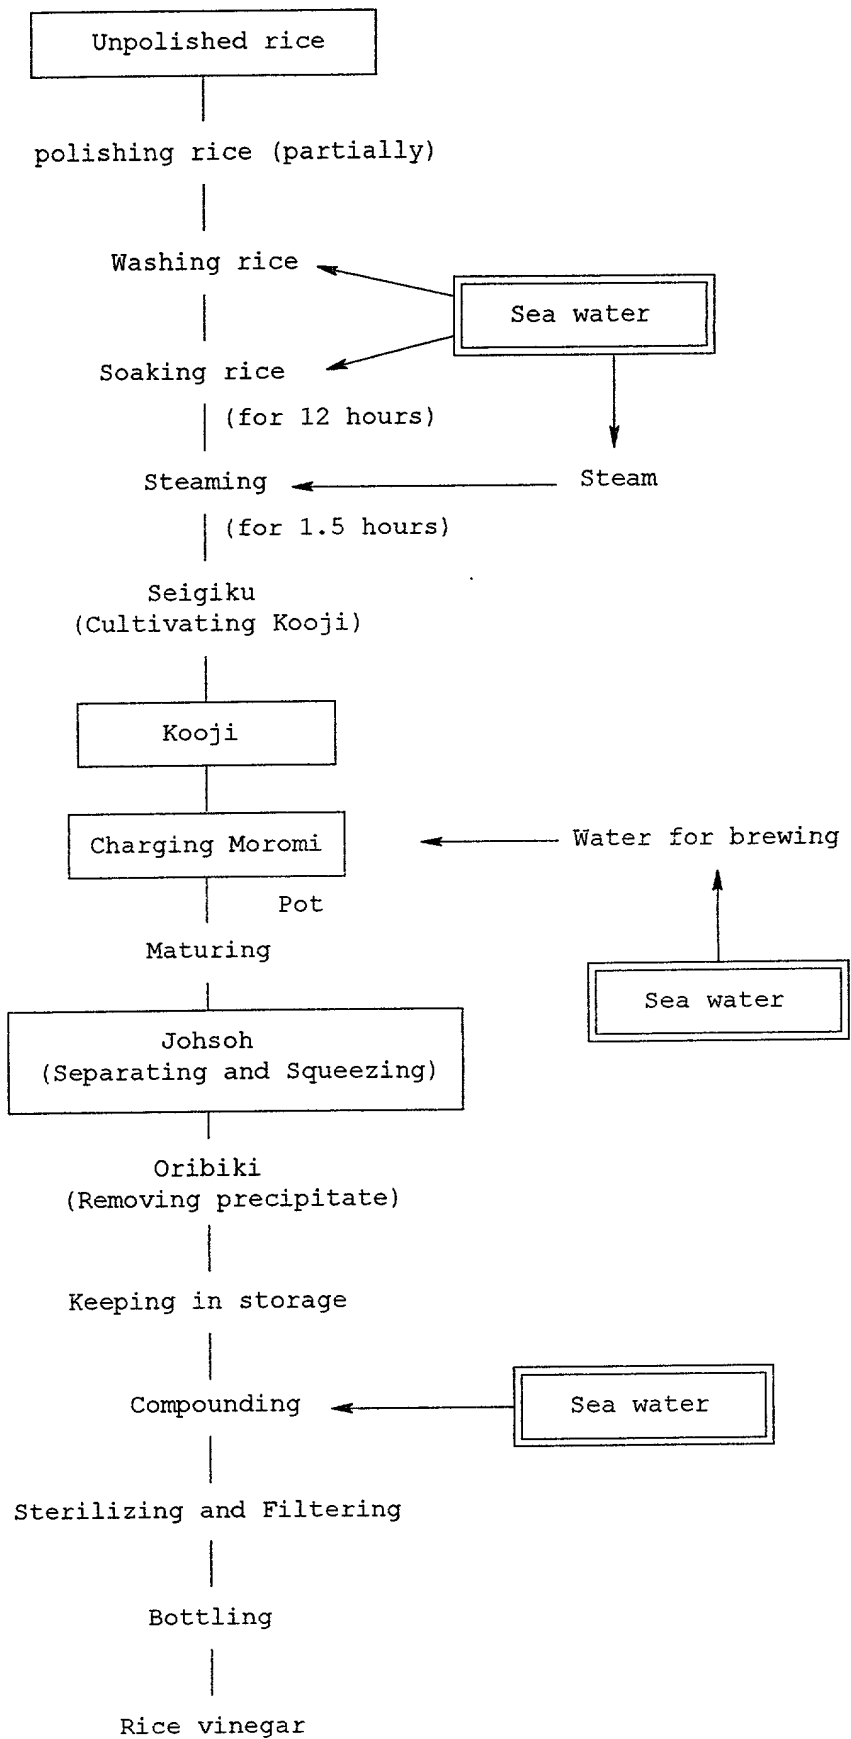 Unpolished rice
polishing rice (partially)
Washing rice
Sea water
Soaking rice
(for 12 hours)
Steaming
Steam
(for 1.5 hours)
Seigiku
(Cultivating Kooji)
Kooji
Charging Moromi
Water for brewing
Pot
Maturing
Sea water
Johsoh
(Separating and Squeezing)
Oribiki
(Removing precipitate)
Keeping in storage
Compounding
Sea water
Sterilizing and Filtering
Bottling
Rice vinegar